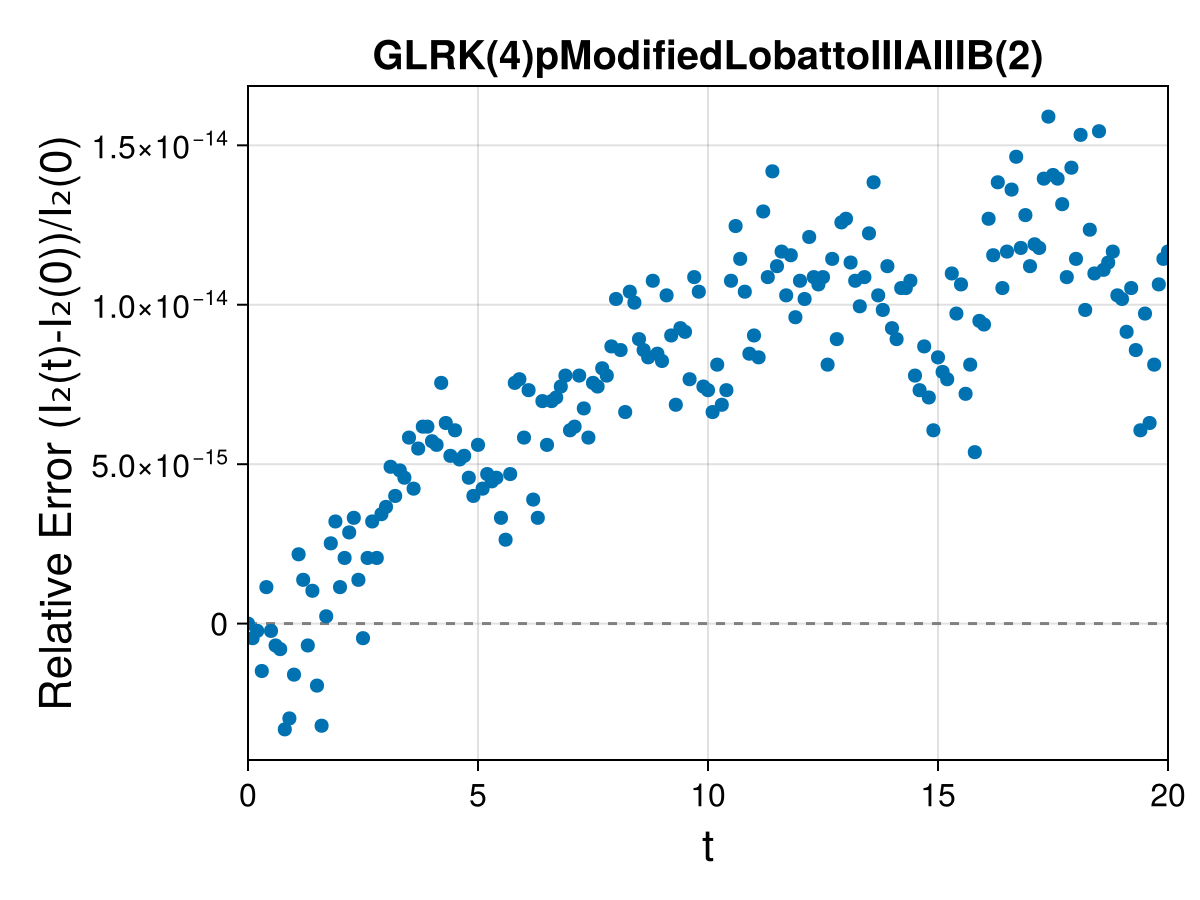 GLRK(4)pModifiedLobattoIIIAIIIB(2)
Relative Error (I₂(t)-I₂(0))/I₂(0)
1.5×10⁻¹⁴
1.0×10⁻¹⁴
5.0×10⁻¹⁵
0
0 5 10 15 20
t